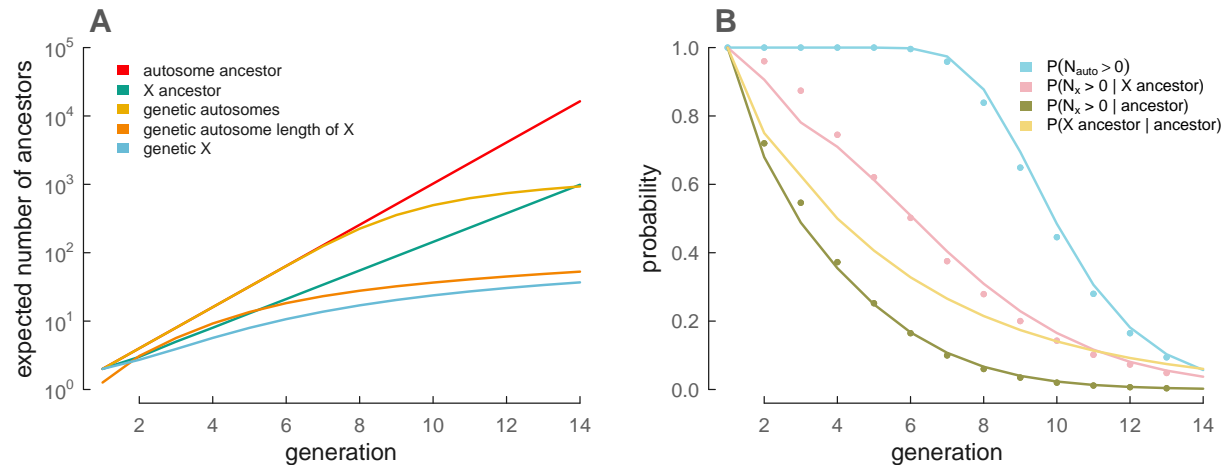 A
expected number of ancestors
10^5
10^4
10^3
10^2
10^1
10^0
autosome ancestor
X ancestor
genetic autosomes
genetic autosome length of X
genetic X
2 4 6 8 10 12 14
generation
B
probability
1.0
0.8
0.6
0.4
0.2
0.0
P(N_auto > 0)
P(N_x > 0 | X ancestor)
P(N_x > 0 | ancestor)
P(X ancestor | ancestor)
2 4 6 8 10 12 14
generation